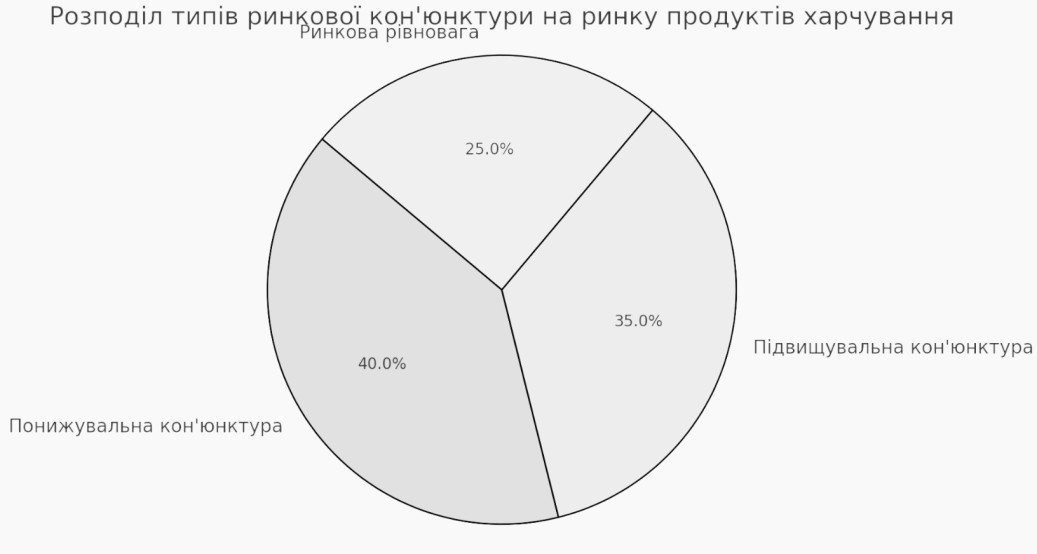 Розподіл типів ринкової кон'юнктури на ринку продуктів харчування
Ринкова рівновага
25.0%
35.0%
Підвищувальна кон'юнктура
40.0%
Понижувальна кон'юнктура